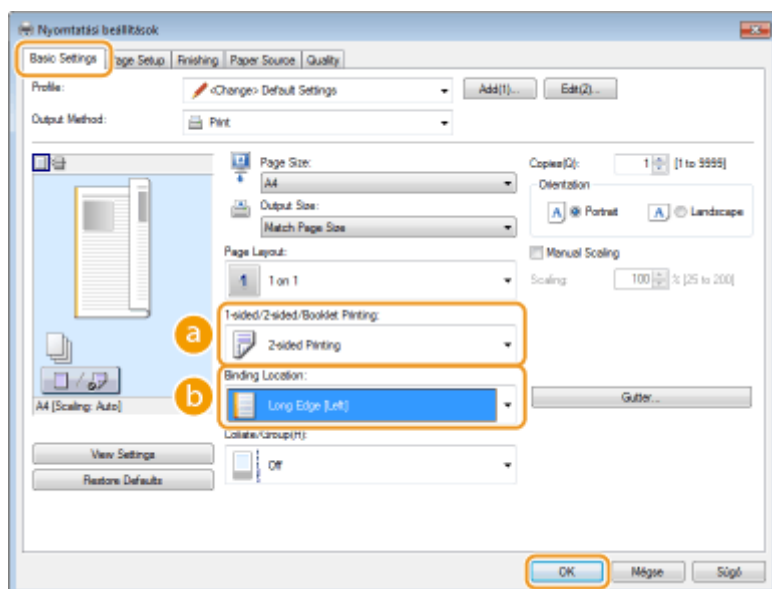 Nyomtatási beállítások
Basic Settings Page Setup Finishing Paper Source Quality
Profile: <Change> Default Settings Add(1)... Edit(2)...
Output Method: Print
Page Size: Copies(Q): 1 [1 to 9999]
A4 Orientation
Output Size: A Portrait A Landscape
Match Page Size
Page Layout: Manual Scaling
1 1 on 1 Scaling: 100 % [25 to 200]
1-sided/2-sided/Booklet Printing:
a 2-sided Printing
Binding Location:
b Long Edge [Left] Gutter...
A4 [Scaling: Auto]
Collate/Group(H):
View Settings Off
Restore Defaults
OK Mégse Súgó